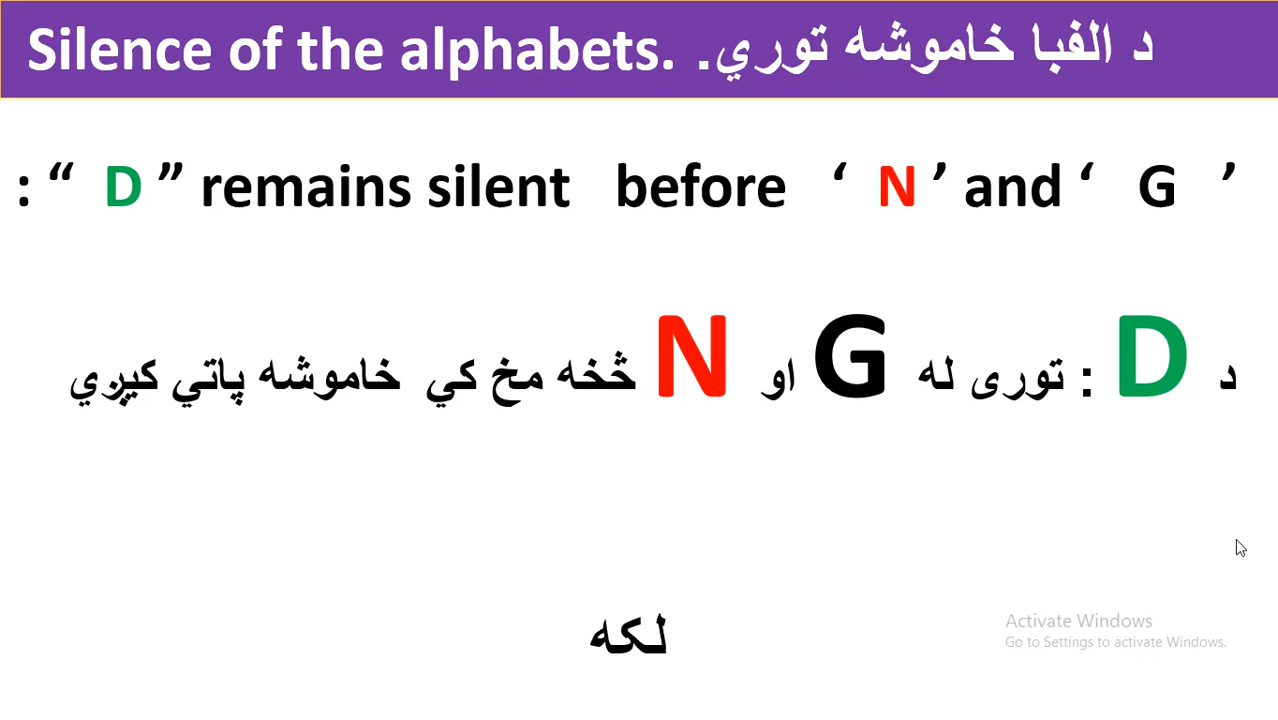 Silence of the alphabets. د الفبا خاموشه توري.
: “ D ” remains silent before ‘ N ’ and ‘ G ’
د D : توری له G او N څخه مخ کي خاموشه پاتي کیږي
لکه
Activate Windows
Go to Settings to activate Windows.